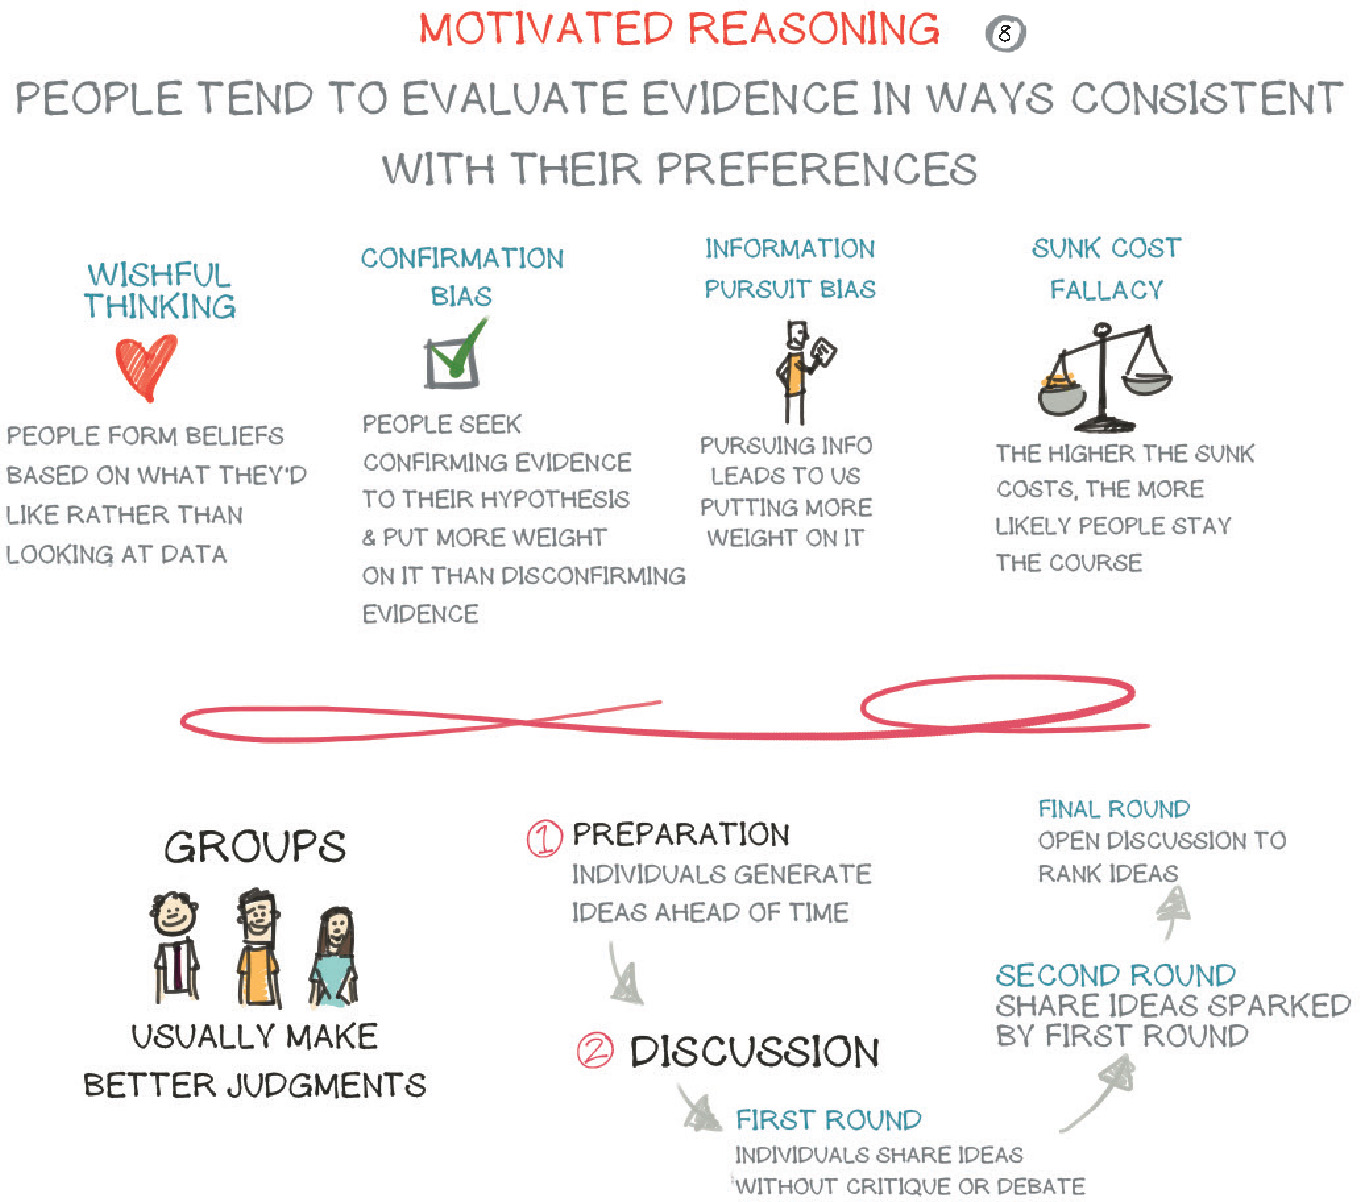 MOTIVATED REASONING 8
PEOPLE TEND TO EVALUATE EVIDENCE IN WAYS CONSISTENT
WITH THEIR PREFERENCES
WISHFUL
THINKING
PEOPLE FORM BELIEFS
BASED ON WHAT THEY'D
LIKE RATHER THAN
LOOKING AT DATA
CONFIRMATION
BIAS
PEOPLE SEEK
CONFIRMING EVIDENCE
TO THEIR HYPOTHESIS
& PUT MORE WEIGHT
ON IT THAN DISCONFIRMING
EVIDENCE
INFORMATION
PURSUIT BIAS
PURSUING INFO
LEADS TO US
PUTTING MORE
WEIGHT ON IT
SUNK COST
FALLACY
THE HIGHER THE SUNK
COSTS, THE MORE
LIKELY PEOPLE STAY
THE COURSE
GROUPS
USUALLY MAKE
BETTER JUDGMENTS
1 PREPARATION
INDIVIDUALS GENERATE
IDEAS AHEAD OF TIME
2 DISCUSSION
FIRST ROUND
INDIVIDUALS SHARE IDEAS
WITHOUT CRITIQUE OR DEBATE
SECOND ROUND
SHARE IDEAS SPARKED
BY FIRST ROUND
FINAL ROUND
OPEN DISCUSSION TO
RANK IDEAS